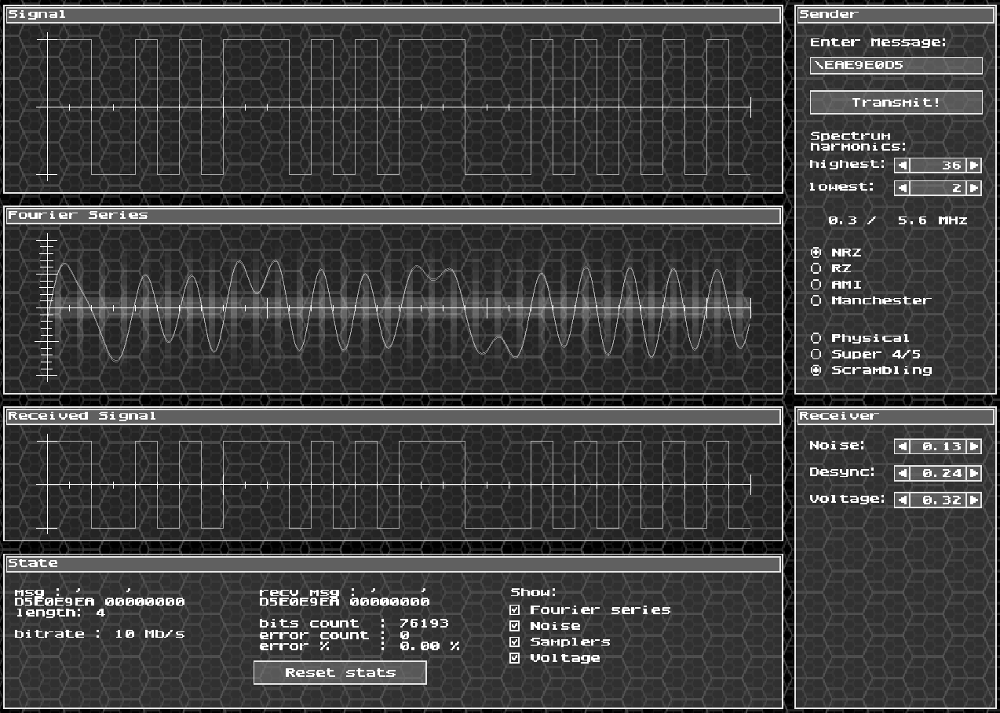 Signal
Fourier Series
Received Signal
State
msg : ’ ’
D5E0E9EA 00000000
length: 4
bitrate : 10 Mb/s
recv msg : ’ ’
D5E0E9EA 00000000
bits count : 76193
error count : 0
error % : 0.00 %
Reset stats
Show:
Fourier series
Noise
Samplers
Voltage
Sender
Enter Message:
\EAE9E0D5
Transmit!
Spectrum
harmonics:
highest: 36
lowest: 2
0.3 / 5.6 MHz
NRZ
RZ
AMI
Manchester
Physical
Super 4/5
Scrambling
Receiver
Noise: 0.13
Desync: 0.24
Voltage: 0.32